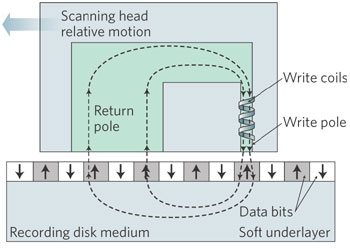 Scanning head
relative motion
Return
pole
Write coils
Write pole
Data bits
Recording disk medium
Soft underlayer